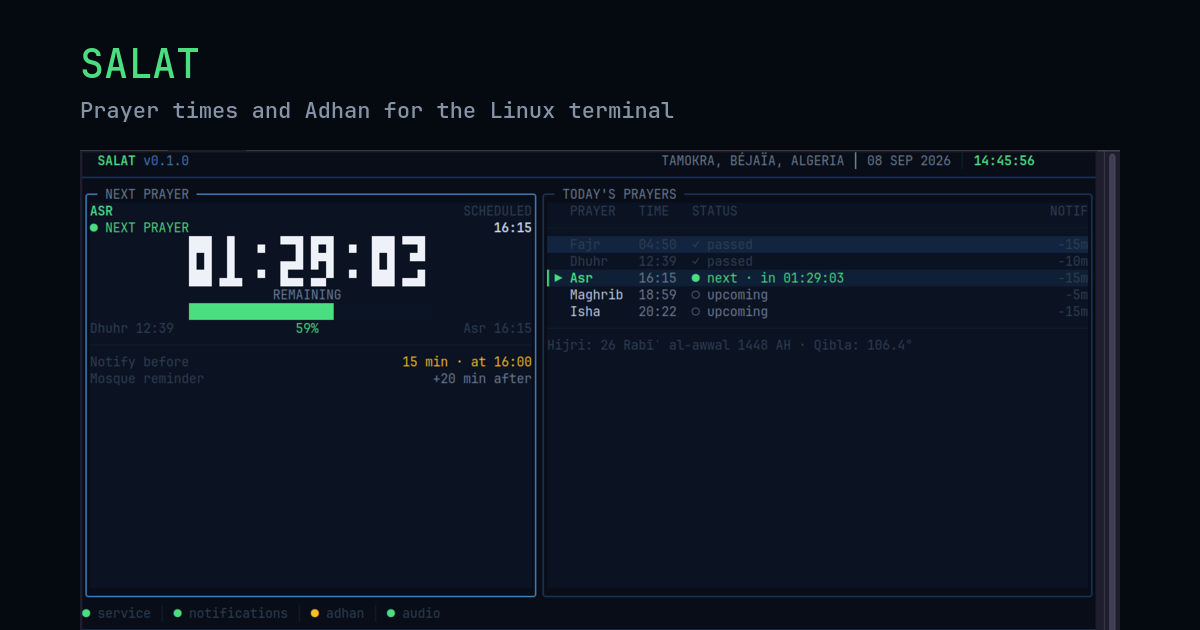 SALAT
Prayer times and Adhan for the Linux terminal
SALAT v0.1.0 TAMOKRA, BÉJAÏA, ALGERIA | 08 SEP 2026 14:45:56
NEXT PRAYER
ASR SCHEDULED
● NEXT PRAYER 16:15
01:29:03
REMAINING
59%
Dhuhr 12:39 Asr 16:15
Notify before 15 min · at 16:00
Mosque reminder +20 min after
TODAY'S PRAYERS
PRAYER TIME STATUS NOTIF
Fajr 04:50 ✓ passed -15m
Dhuhr 12:39 ✓ passed -10m
▶ Asr 16:15 ● next · in 01:29:03 -15m
Maghrib 18:59 ○ upcoming -5m
Isha 20:22 ○ upcoming -15m
Hijri: 26 Rabīʿ al-awwal 1448 AH · Qibla: 106.4°
● service ● notifications ● adhan ● audio